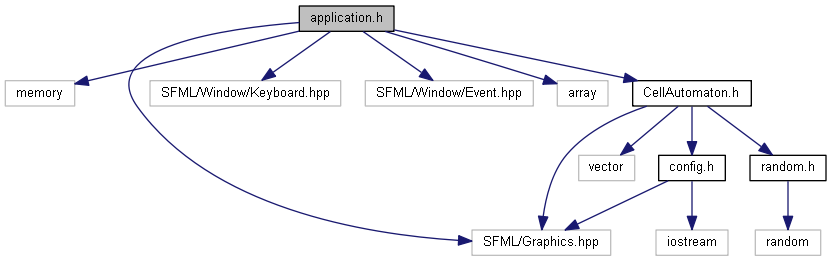 application.h
memory
SFML/Window/Keyboard.hpp
SFML/Window/Event.hpp
array
CellAutomaton.h
vector
config.h
random.h
SFML/Graphics.hpp
iostream
random